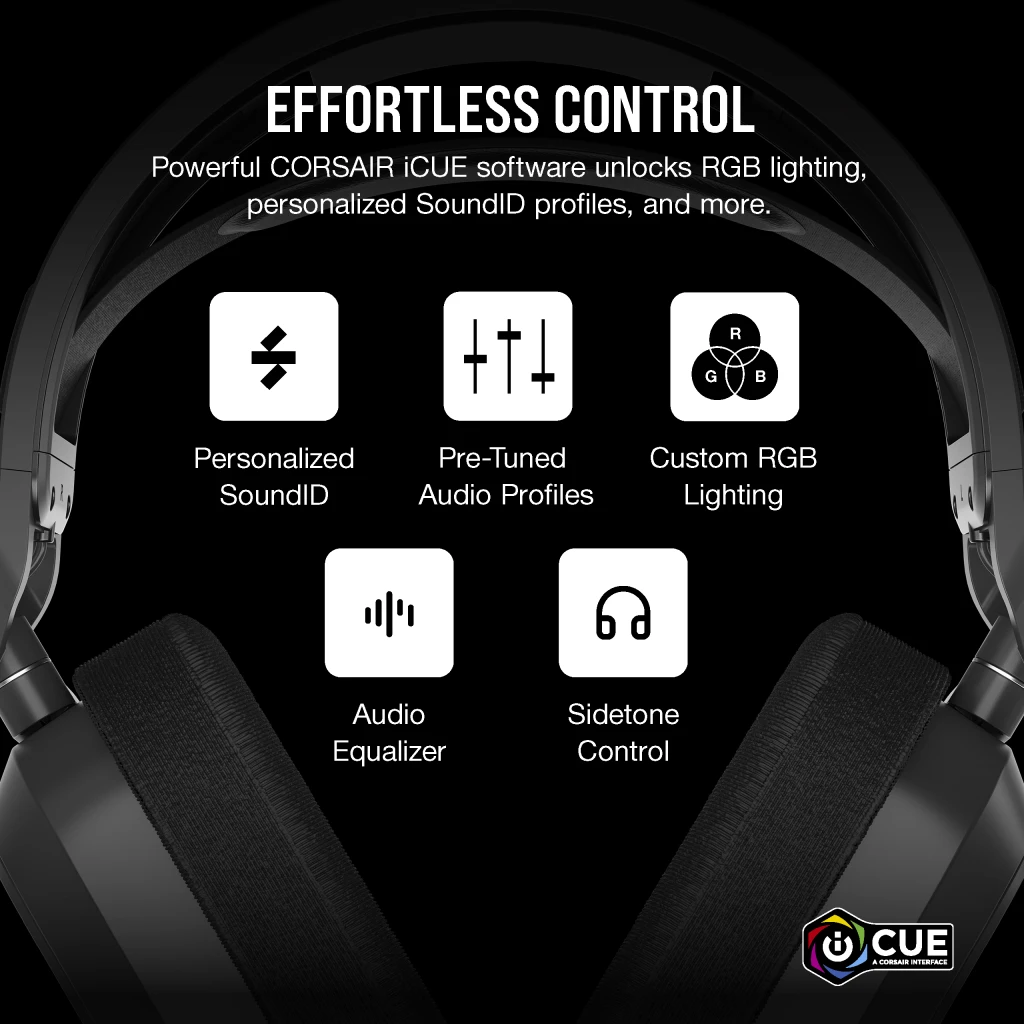 EFFORTLESS CONTROL
Powerful CORSAIR iCUE software unlocks RGB lighting,
personalized SoundID profiles, and more.
R
G B
Personalized
SoundID
Pre-Tuned
Audio Profiles
Custom RGB
Lighting
Audio
Equalizer
Sidetone
Control
i CUE
A CORSAIR INTERFACE